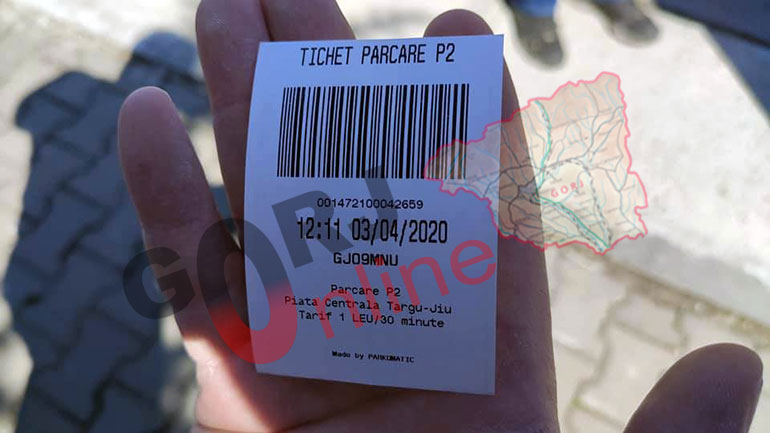 TICHET PARCARE P2
001472100042659
12:11 03/04/2020
GJ09MNU
Parcare P2
Piata Centrala Targu-Jiu
Tarif 1 LEU/30 minute
Made by PARKOMATIC
GORJ
Online
GORJ